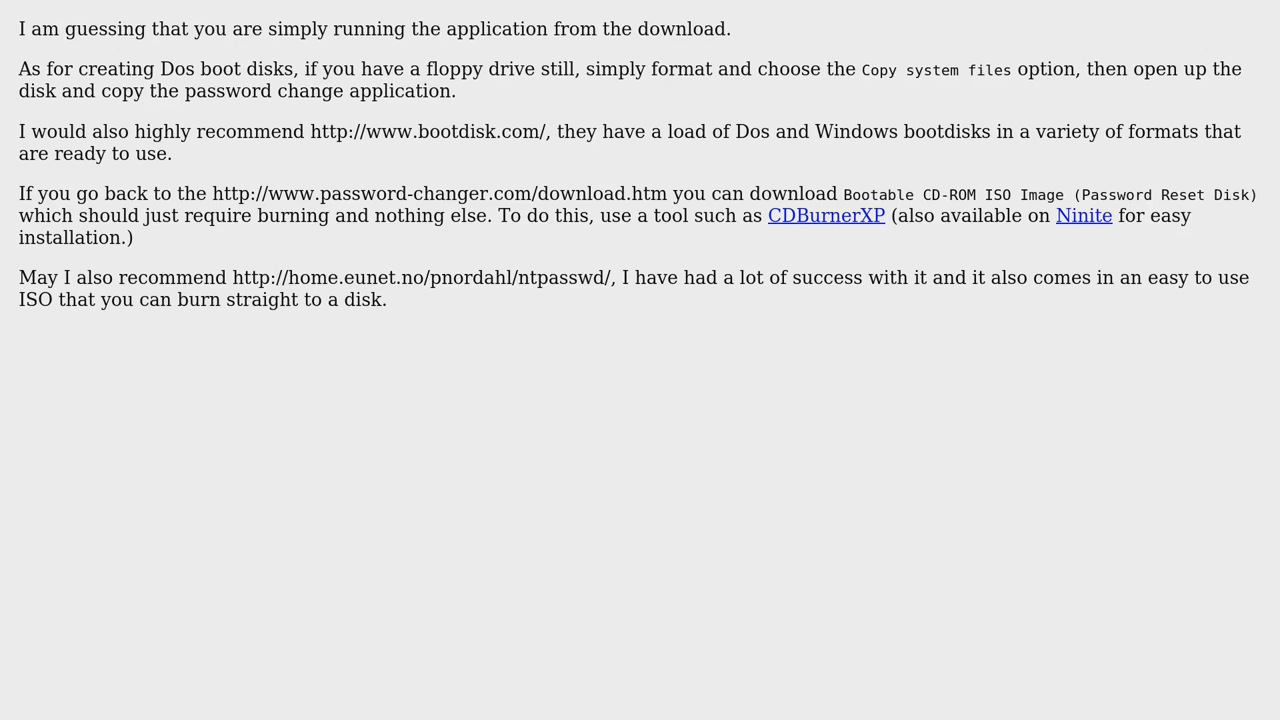 I am guessing that you are simply running the application from the download.
As for creating Dos boot disks, if you have a floppy drive still, simply format and choose the Copy system files option, then open up the
disk and copy the password change application.
I would also highly recommend http://www.bootdisk.com/, they have a load of Dos and Windows bootdisks in a variety of formats that
are ready to use.
If you go back to the http://www.password-changer.com/download.htm you can download Bootable CD-ROM ISO Image (Password Reset Disk)
which should just require burning and nothing else. To do this, use a tool such as CDBurnerXP (also available on Ninite for easy
installation.)
May I also recommend http://home.eunet.no/pnordahl/ntpasswd/, I have had a lot of success with it and it also comes in an easy to use
ISO that you can burn straight to a disk.